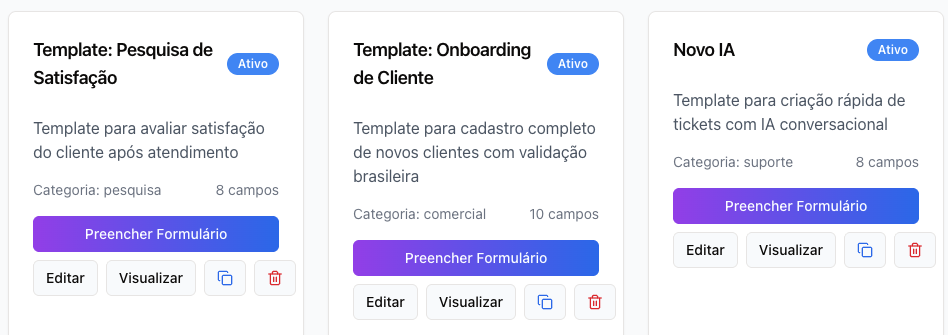 Template: Pesquisa de
Satisfação
Ativo
Template para avaliar satisfação
do cliente após atendimento
Categoria: pesquisa
8 campos
Preencher Formulário
Editar
Visualizar
Template: Onboarding
de Cliente
Ativo
Template para cadastro completo
de novos clientes com validação
brasileira
Categoria: comercial
10 campos
Preencher Formulário
Editar
Visualizar
Novo IA
Ativo
Template para criação rápida de
tickets com IA conversacional
Categoria: suporte
8 campos
Preencher Formulário
Editar
Visualizar